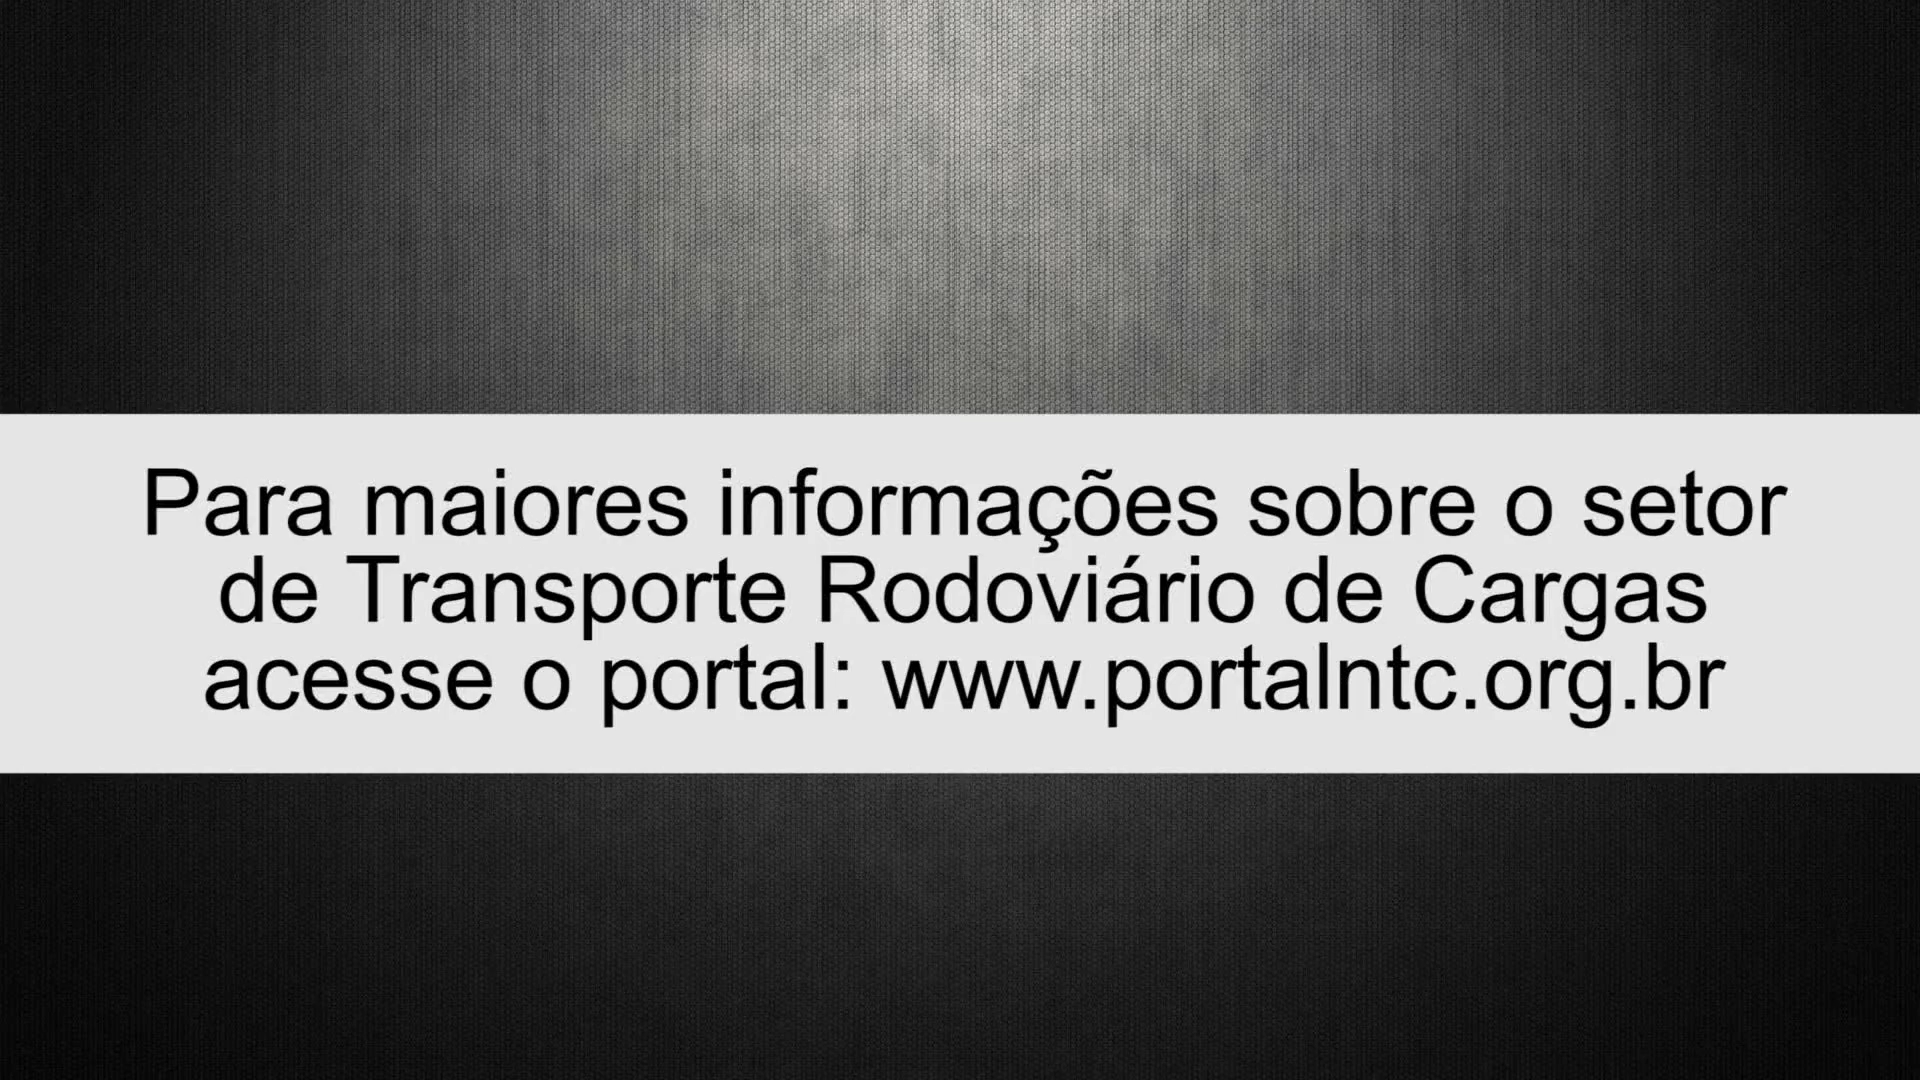 Para maiores informações sobre o setor
de Transporte Rodoviário de Cargas
acesse o portal: www.portalntc.org.br